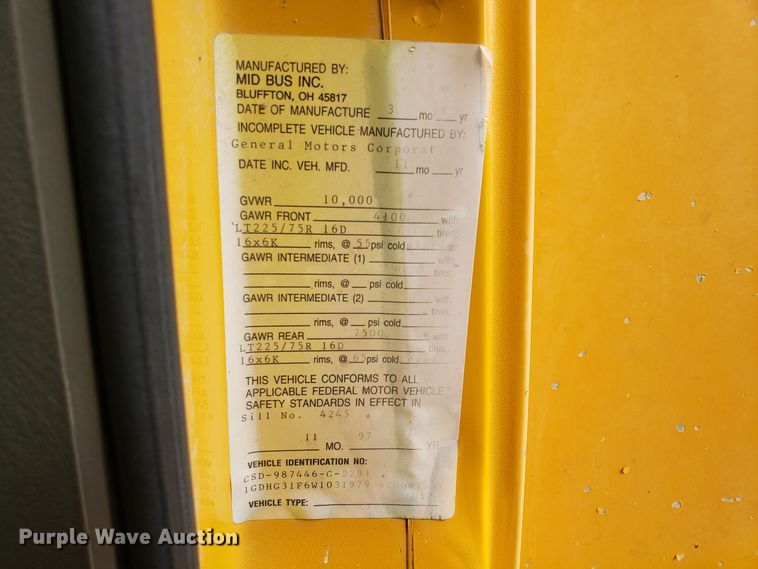 MANUFACTURED BY:
MID BUS INC.
BLUFFTON, OH 45817
DATE OF MANUFACTURE 3 mo yr
INCOMPLETE VEHICLE MANUFACTURED BY:
General Motors Corporat
DATE INC. VEH. MFD. 11 mo yr
GVWR 10,000
GAWR FRONT 4100 with
LT225/75R 16D tires,
16x6K rims, @ 55 psi cold
GAWR INTERMEDIATE (1) with
tires,
rims, @ psi cold
GAWR INTERMEDIATE (2) with
tires,
rims, @ psi cold
GAWR REAR 7500 with
LT225/75R 16D tires,
16x6K rims, @ 65 psi cold
THIS VEHICLE CONFORMS TO ALL
APPLICABLE FEDERAL MOTOR VEHICLE
SAFETY STANDARDS IN EFFECT IN
Sill No. 4245
11 MO. 97 YR.
VEHICLE IDENTIFICATION NO:
CSD-987446-G-2291
1GDHG31F6W1031979
VEHICLE TYPE:
Purple Wave Auction